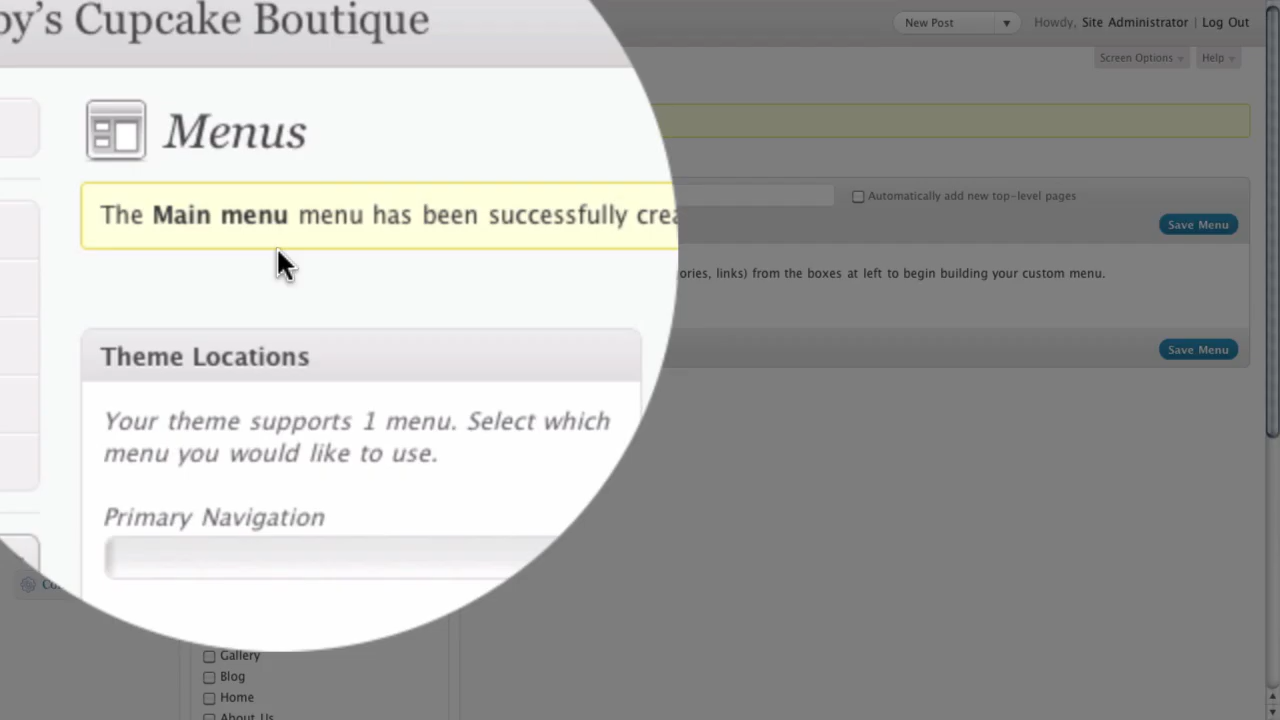 Cupcake Boutique
New Post
Howdy, Site Administrator | Log Out
Screen Options
Help
Menus
The Main menu menu has been successfully
Automatically add new top-level pages
Save Menu
links) from the boxes at left to begin building your custom menu.
Save Menu
Theme Locations
Your theme supports 1 menu. Select which
menu you would like to use.
Primary Navigation
Gallery
Blog
Home
About Us